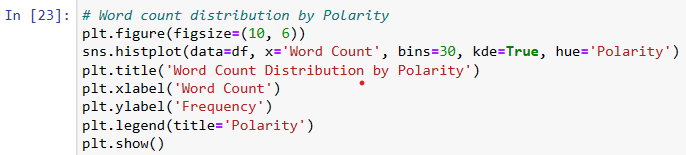 In [23]: # Word count distribution by Polarity
plt.figure(figsize=(10, 6))
sns.histplot(data=df, x='Word Count', bins=30, kde=True, hue='Polarity')
plt.title('Word Count Distribution by Polarity')
plt.xlabel('Word Count')
plt.ylabel('Frequency')
plt.legend(title='Polarity')
plt.show()